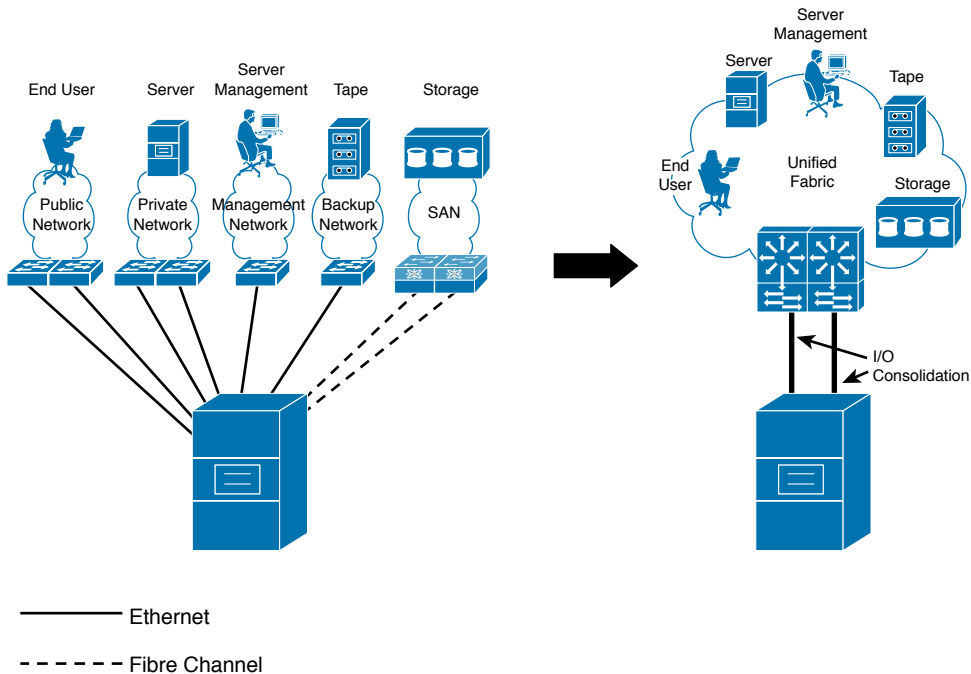 End User
Server
Server
Management
Tape
Storage
Public
Network
Private
Network
Management
Network
Backup
Network
SAN
Ethernet
Fibre Channel
Server
Management
Server
Tape
End
User
Unified
Fabric
Storage
I/O
Consolidation